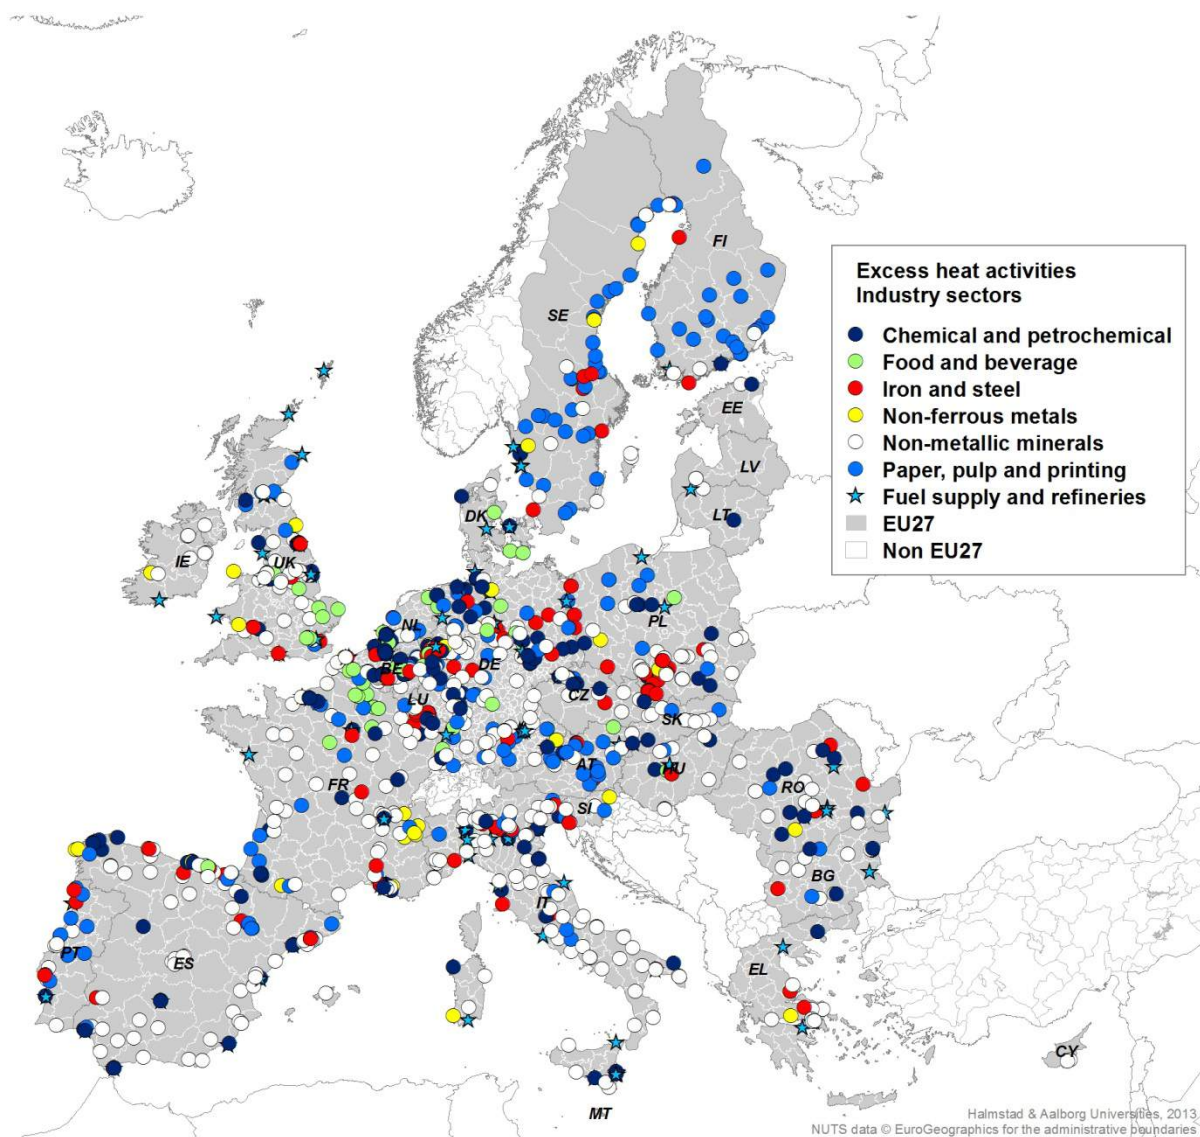 FI
SE
EE
LV
LT
DK
IE
UK
NL
PL
BE
DE
LU
CZ
SK
AT
HU
FR
SI
RO
BG
IT
PT
ES
EL
CY
MT
Excess heat activities
Industry sectors
Chemical and petrochemical
Food and beverage
Iron and steel
Non-ferrous metals
Non-metallic minerals
Paper, pulp and printing
Fuel supply and refineries
EU27
Non EU27
Halmstad & Aalborg Universities, 2013
NUTS data © EuroGeographics for the administrative boundaries